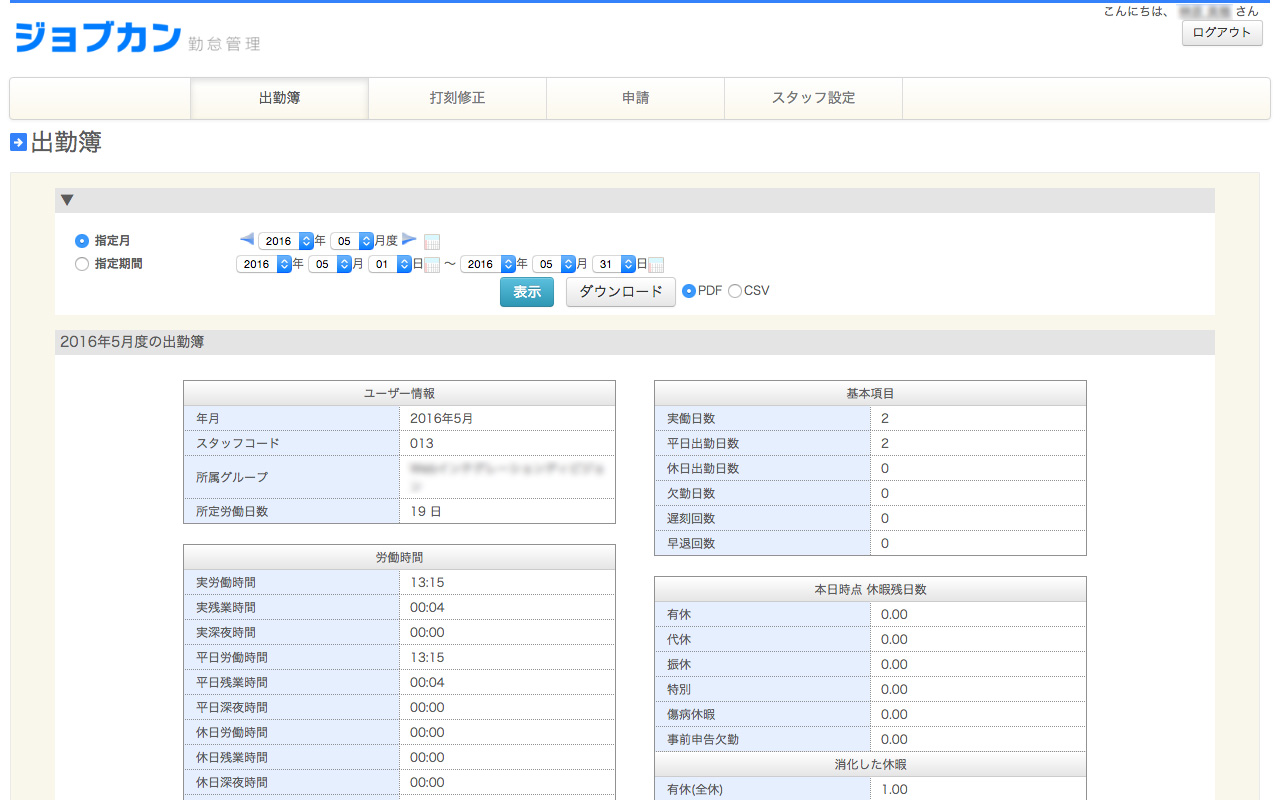 こんにちは、 さん
ジョブカン 勤怠管理
ログアウト
出勤簿 打刻修正 申請 スタッフ設定
出勤簿
▼
指定月 2016 年 05 月度
指定期間 2016 年 05 月 01 日 ～ 2016 年 05 月 31 日
表示 ダウンロード PDF CSV
2016年5月度の出勤簿
ユーザー情報
年月 2016年5月
スタッフコード 013
所属グループ
所定労働日数 19 日
労働時間
実労働時間 13:15
実残業時間 00:04
実深夜時間 00:00
平日労働時間 13:15
平日残業時間 00:04
平日深夜時間 00:00
休日労働時間 00:00
休日残業時間 00:00
休日深夜時間 00:00
基本項目
実働日数 2
平日出勤日数 2
休日出勤日数 0
欠勤日数 0
遅刻回数 0
早退回数 0
本日時点 休暇残日数
有休 0.00
代休 0.00
振休 0.00
特別 0.00
傷病休暇 0.00
事前申告欠勤 0.00
消化した休暇
有休(全休) 1.00